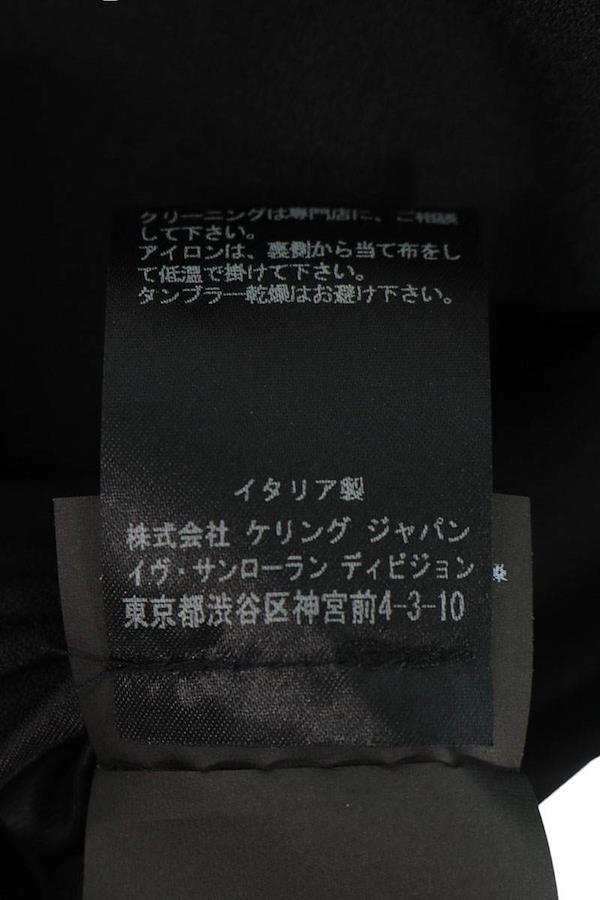 クリーニングは専門店に、ご相談
して下さい。
アイロンは、裏側から当て布をし
て低温で掛けて下さい。
タンブラー乾燥はお避け下さい。
イタリア製
株式会社 ケリング ジャパン
イヴ・サンローラン ディビジョン
東京都渋谷区神宮前4-3-10